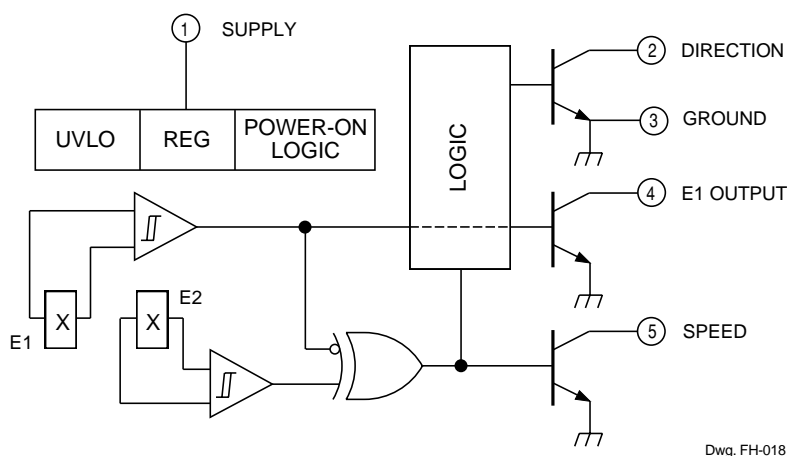 1 SUPPLY
2 DIRECTION
UVLO
REG
POWER-ON
LOGIC
LOGIC
3 GROUND
4 E1 OUTPUT
X
E1
X
E2
5 SPEED
Dwg. FH-018